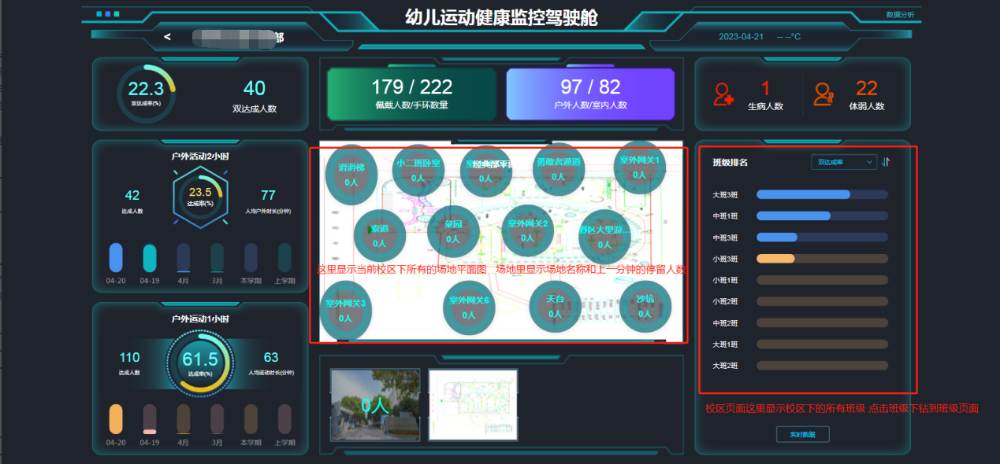 幼儿运动健康监控驾驶舱
数据分析
<
部
2023-04-21 -- --°C
22.3
双达成率(%)
40
双达成人数
179 / 222
佩戴人数/手环数量
97 / 82
户外人数/室内人数
1
生病人数
22
体弱人数
户外活动2小时
42
达成人数
23.5
达成率(%)
77
人均户外时长(分钟)
04-20 04-19 4月 3月 本学期 上学期
户外运动1小时
110
达成人数
61.5
达成率(%)
63
人均运动时长(分钟)
04-20 04-19 4月 3月 本学期 上学期
滑滑梯
0人
小二班卧室
0人
经典部平面
0人
勇敢者通道
0人
室外网关1
0人
索道
0人
菜园
0人
室外网关2
0人
野区大型游...
0人
这里显示当前校区下所有的场地平面图 场地里显示场地名称和上一分钟的停留人数
室外网关3
0人
室外网关6
0人
天台
0人
沙坑
0人
0人
班级排名
双达成率
大班3班
中班1班
中班3班
小班3班
小班1班
小班2班
中班2班
大班1班
大班2班
校区页面这里显示校区下的所有班级 点击班级下钻到班级页面
实时数据